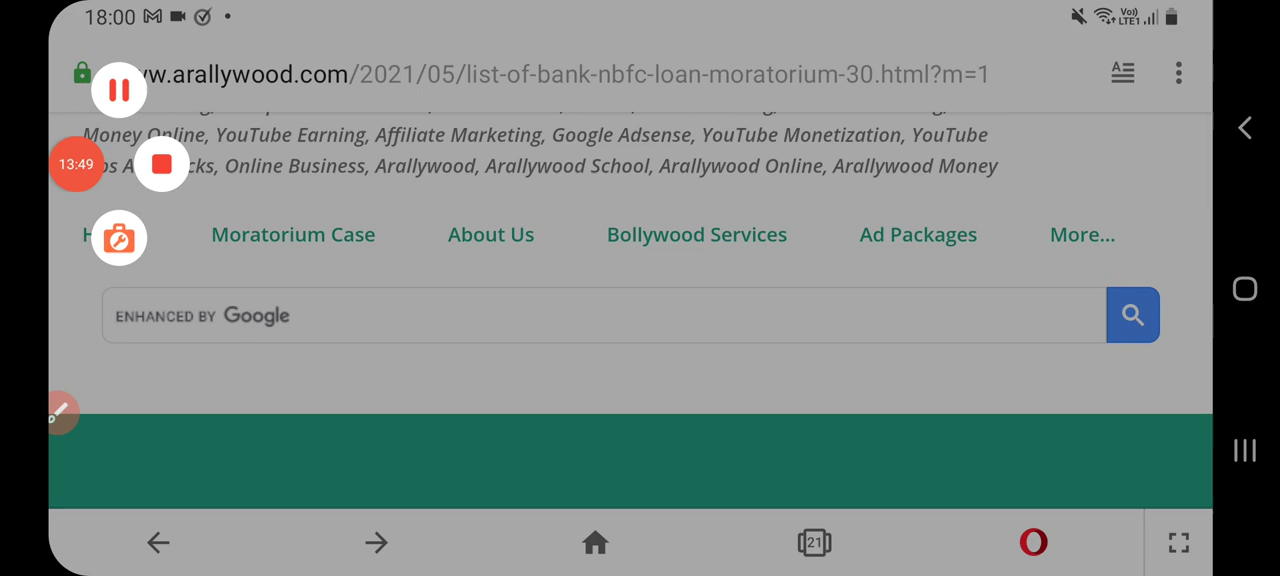 18:00
Vo)) LTE1
w.arallywood.com/2021/05/list-of-bank-nbfc-loan-moratorium-30.html?m=1
Money Online, YouTube Earning, Affiliate Marketing, Google Adsense, YouTube Monetization, YouTube
13:49
cks, Online Business, Arallywood, Arallywood School, Arallywood Online, Arallywood Money
Moratorium Case About Us Bollywood Services Ad Packages More...
ENHANCED BY Google
21